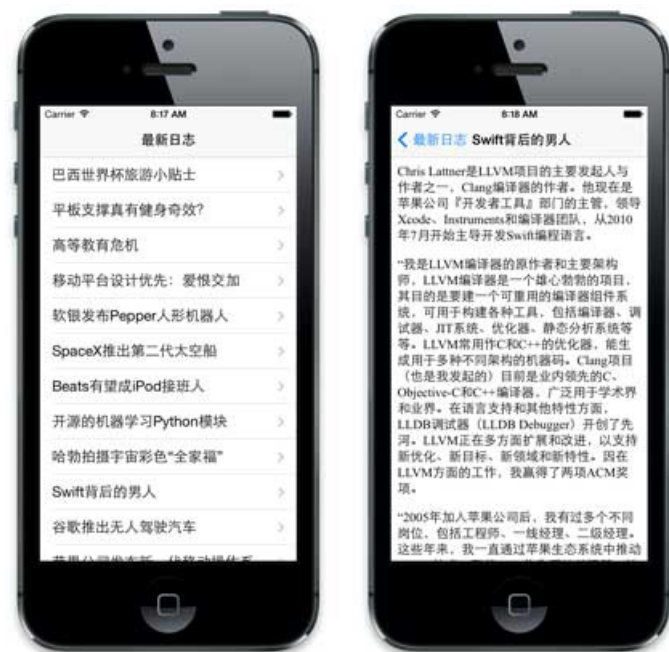 Carrier 8:17 AM
最新日志
巴西世界杯旅游小贴士
平板支撑真有健身奇效?
高等教育危机
移动平台设计优先：爱恨交加
软银发布Pepper人形机器人
SpaceX推出第二代太空船
Beats有望成iPod接班人
开源的机器学习Python模块
哈勃拍摄宇宙彩色“全家福”
Swift背后的男人
谷歌推出无人驾驶汽车
Carrier 8:18 AM
最新日志 Swift背后的男人
Chris Lattner是LLVM项目的主要发起人与
作者之一，Clang编译器的作者。他现在是
苹果公司『开发者工具』部门的主管，领导
Xcode、Instruments和编译器团队，从2010
年7月开始主导开发Swift编程语言。
“我是LLVM编译器的原作者和主要架构
师，LLVM编译器是一个雄心勃勃的项目，
其目的是要建一个可重用的编译器组件系
统，可用于构建各种工具，包括编译器、调
试器、JIT系统、优化器、静态分析系统等
等。LLVM常用作C和C++的优化器，能生
成用于多种不同架构的机器码。Clang项目
（也是我发起的）目前是业内领先的C、
Objective-C和C++编译器，广泛用于学术界
和业界。在语言支持和其他特性方面，
LLDB调试器（LLDB Debugger）开创了先
河。LLVM正在多方面扩展和改进，以支持
新优化、新目标、新领域和新特性。因在
LLVM方面的工作，我赢得了两项ACM奖
项。
“2005年加入苹果公司后，我有过多个不同
岗位，包括工程师、一线经理、二级经理。
这些年来，我一直通过苹果生态系统中推动